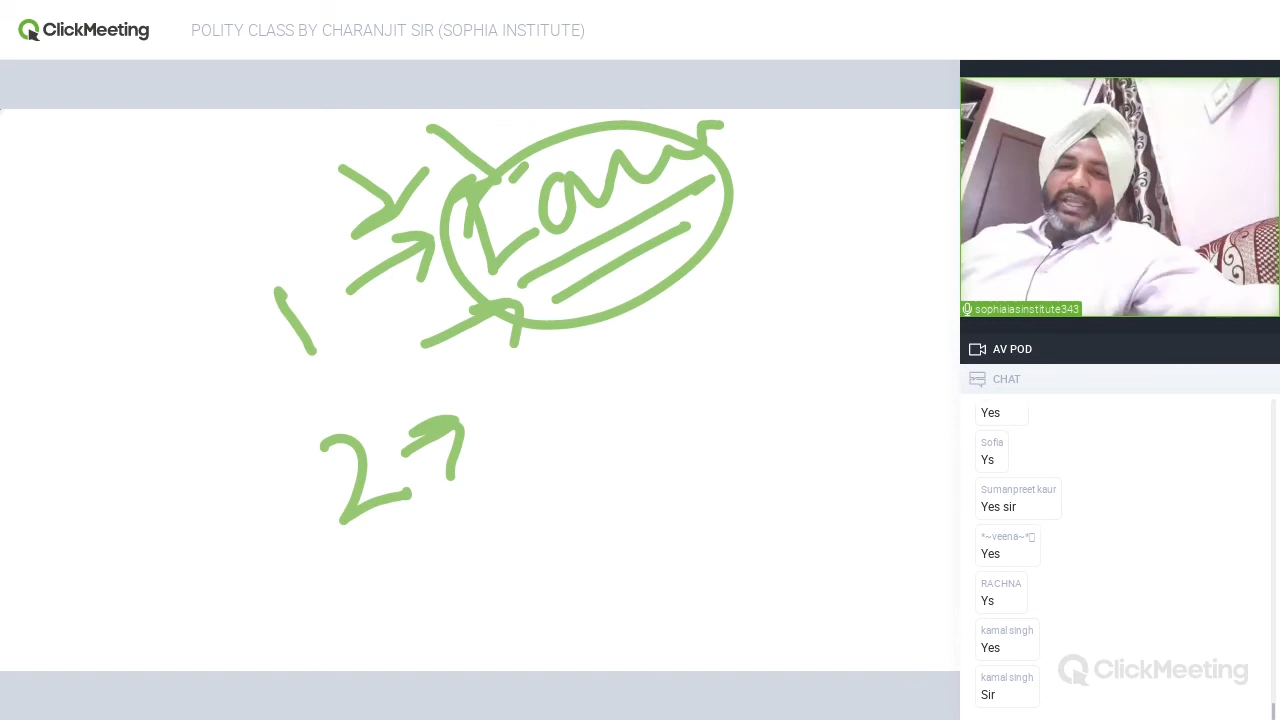 ClickMeeting
POLITY CLASS BY CHARANJIT SIR (SOPHIA INSTITUTE)
Law
1
2
sophiaiasinstitute343
AV POD
CHAT
Yes
Sofia
Ys
Sumanpreet kaur
Yes sir
*~veena~*
Yes
RACHNA
Ys
kamal singh
Yes
kamal singh
Sir
ClickMeeting